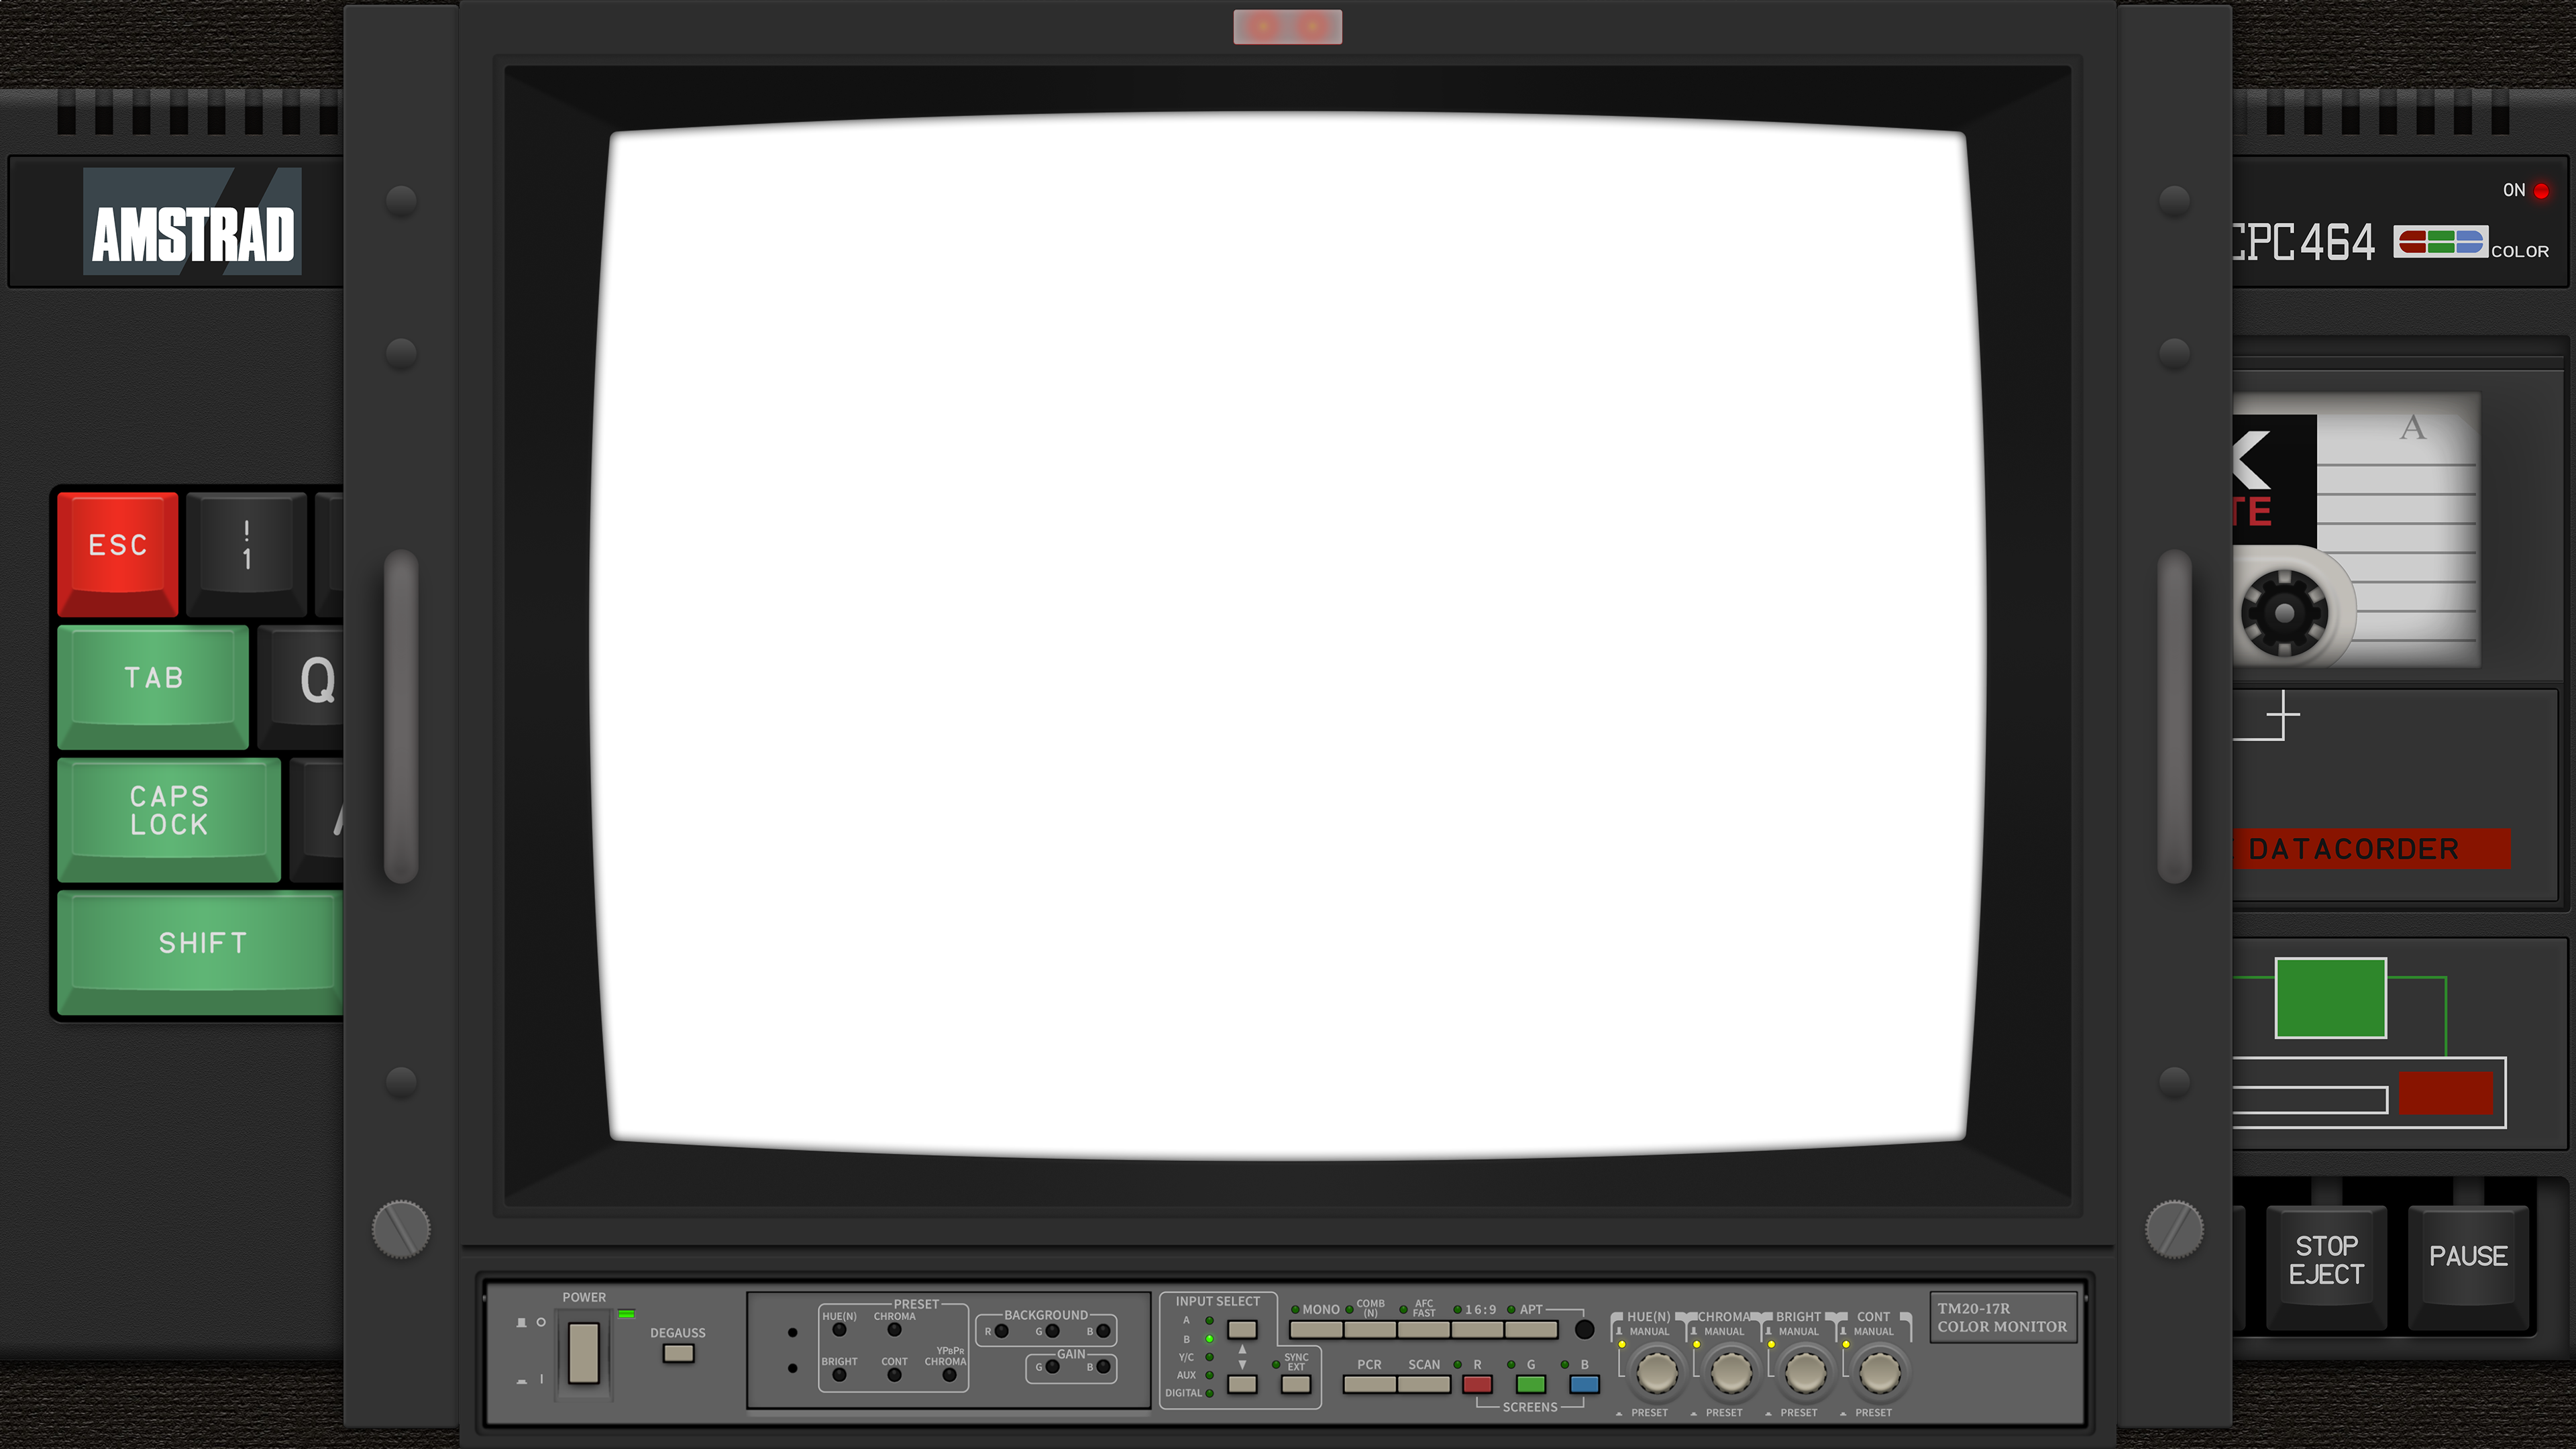 AMSTRAD
ON
CPC464
COLOR
A
K
TE
ESC
!
1
TAB
Q
CAPS
LOCK
A
SHIFT
DATACORDER
STOP
EJECT
PAUSE
POWER
DEGAUSS
PRESET
HUE(N)
CHROMA
BRIGHT
CONT
YPBPR
CHROMA
BACKGROUND
R
G
B
GAIN
G
B
INPUT SELECT
A
B
Y/C
AUX
DIGITAL
SYNC
EXT
MONO
COMB
(N)
AFC
FAST
16:9
APT
PCR
SCAN
R
G
B
SCREENS
HUE(N)
CHROMA
BRIGHT
CONT
MANUAL
MANUAL
MANUAL
MANUAL
PRESET
PRESET
PRESET
PRESET
TM20-17R
COLOR MONITOR